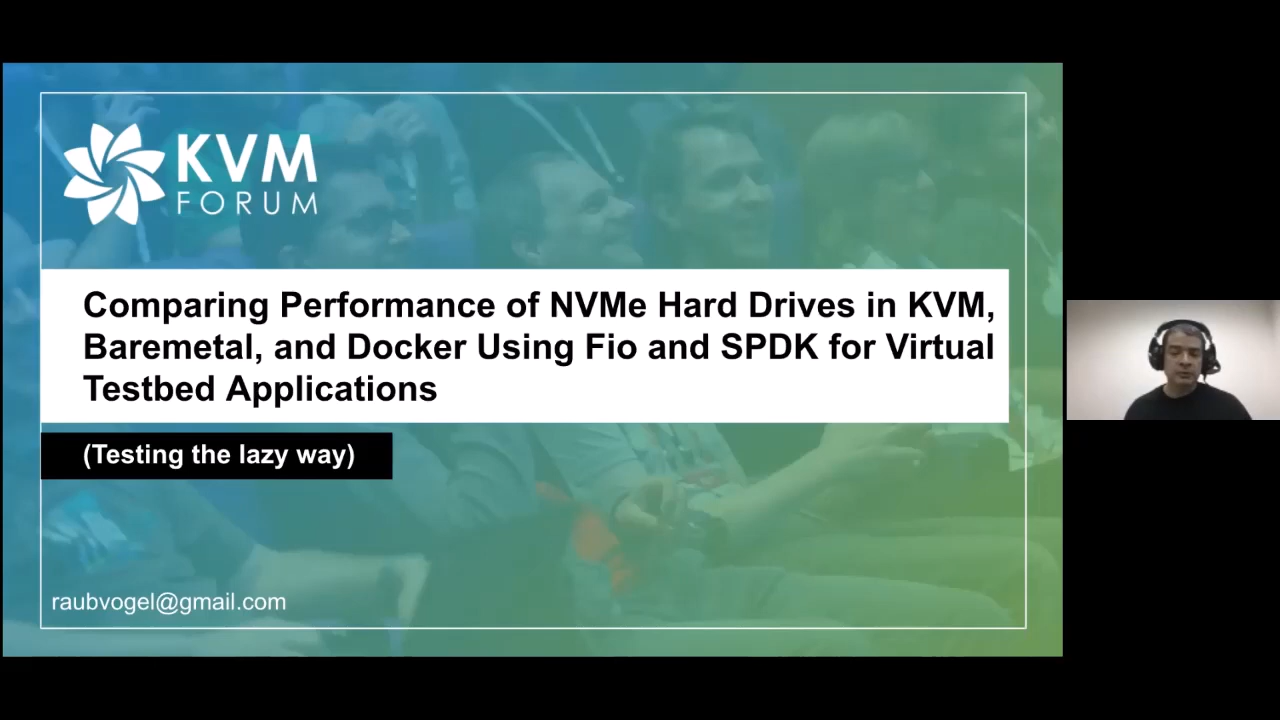 KVM
FORUM
Comparing Performance of NVMe Hard Drives in KVM,
Baremetal, and Docker Using Fio and SPDK for Virtual
Testbed Applications
(Testing the lazy way)
raubvogel@gmail.com